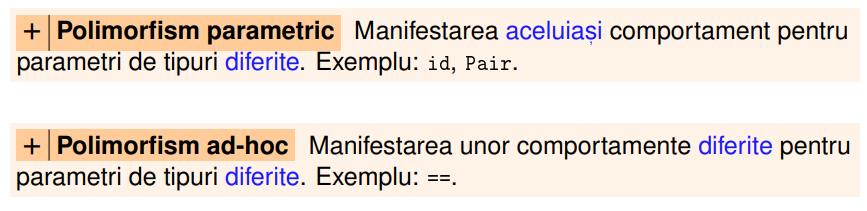 + Polimorfism parametric Manifestarea aceluiași comportament pentru
parametri de tipuri diferite. Exemplu: id, Pair.
+ Polimorfism ad-hoc Manifestarea unor comportamente diferite pentru
parametri de tipuri diferite. Exemplu: ==.